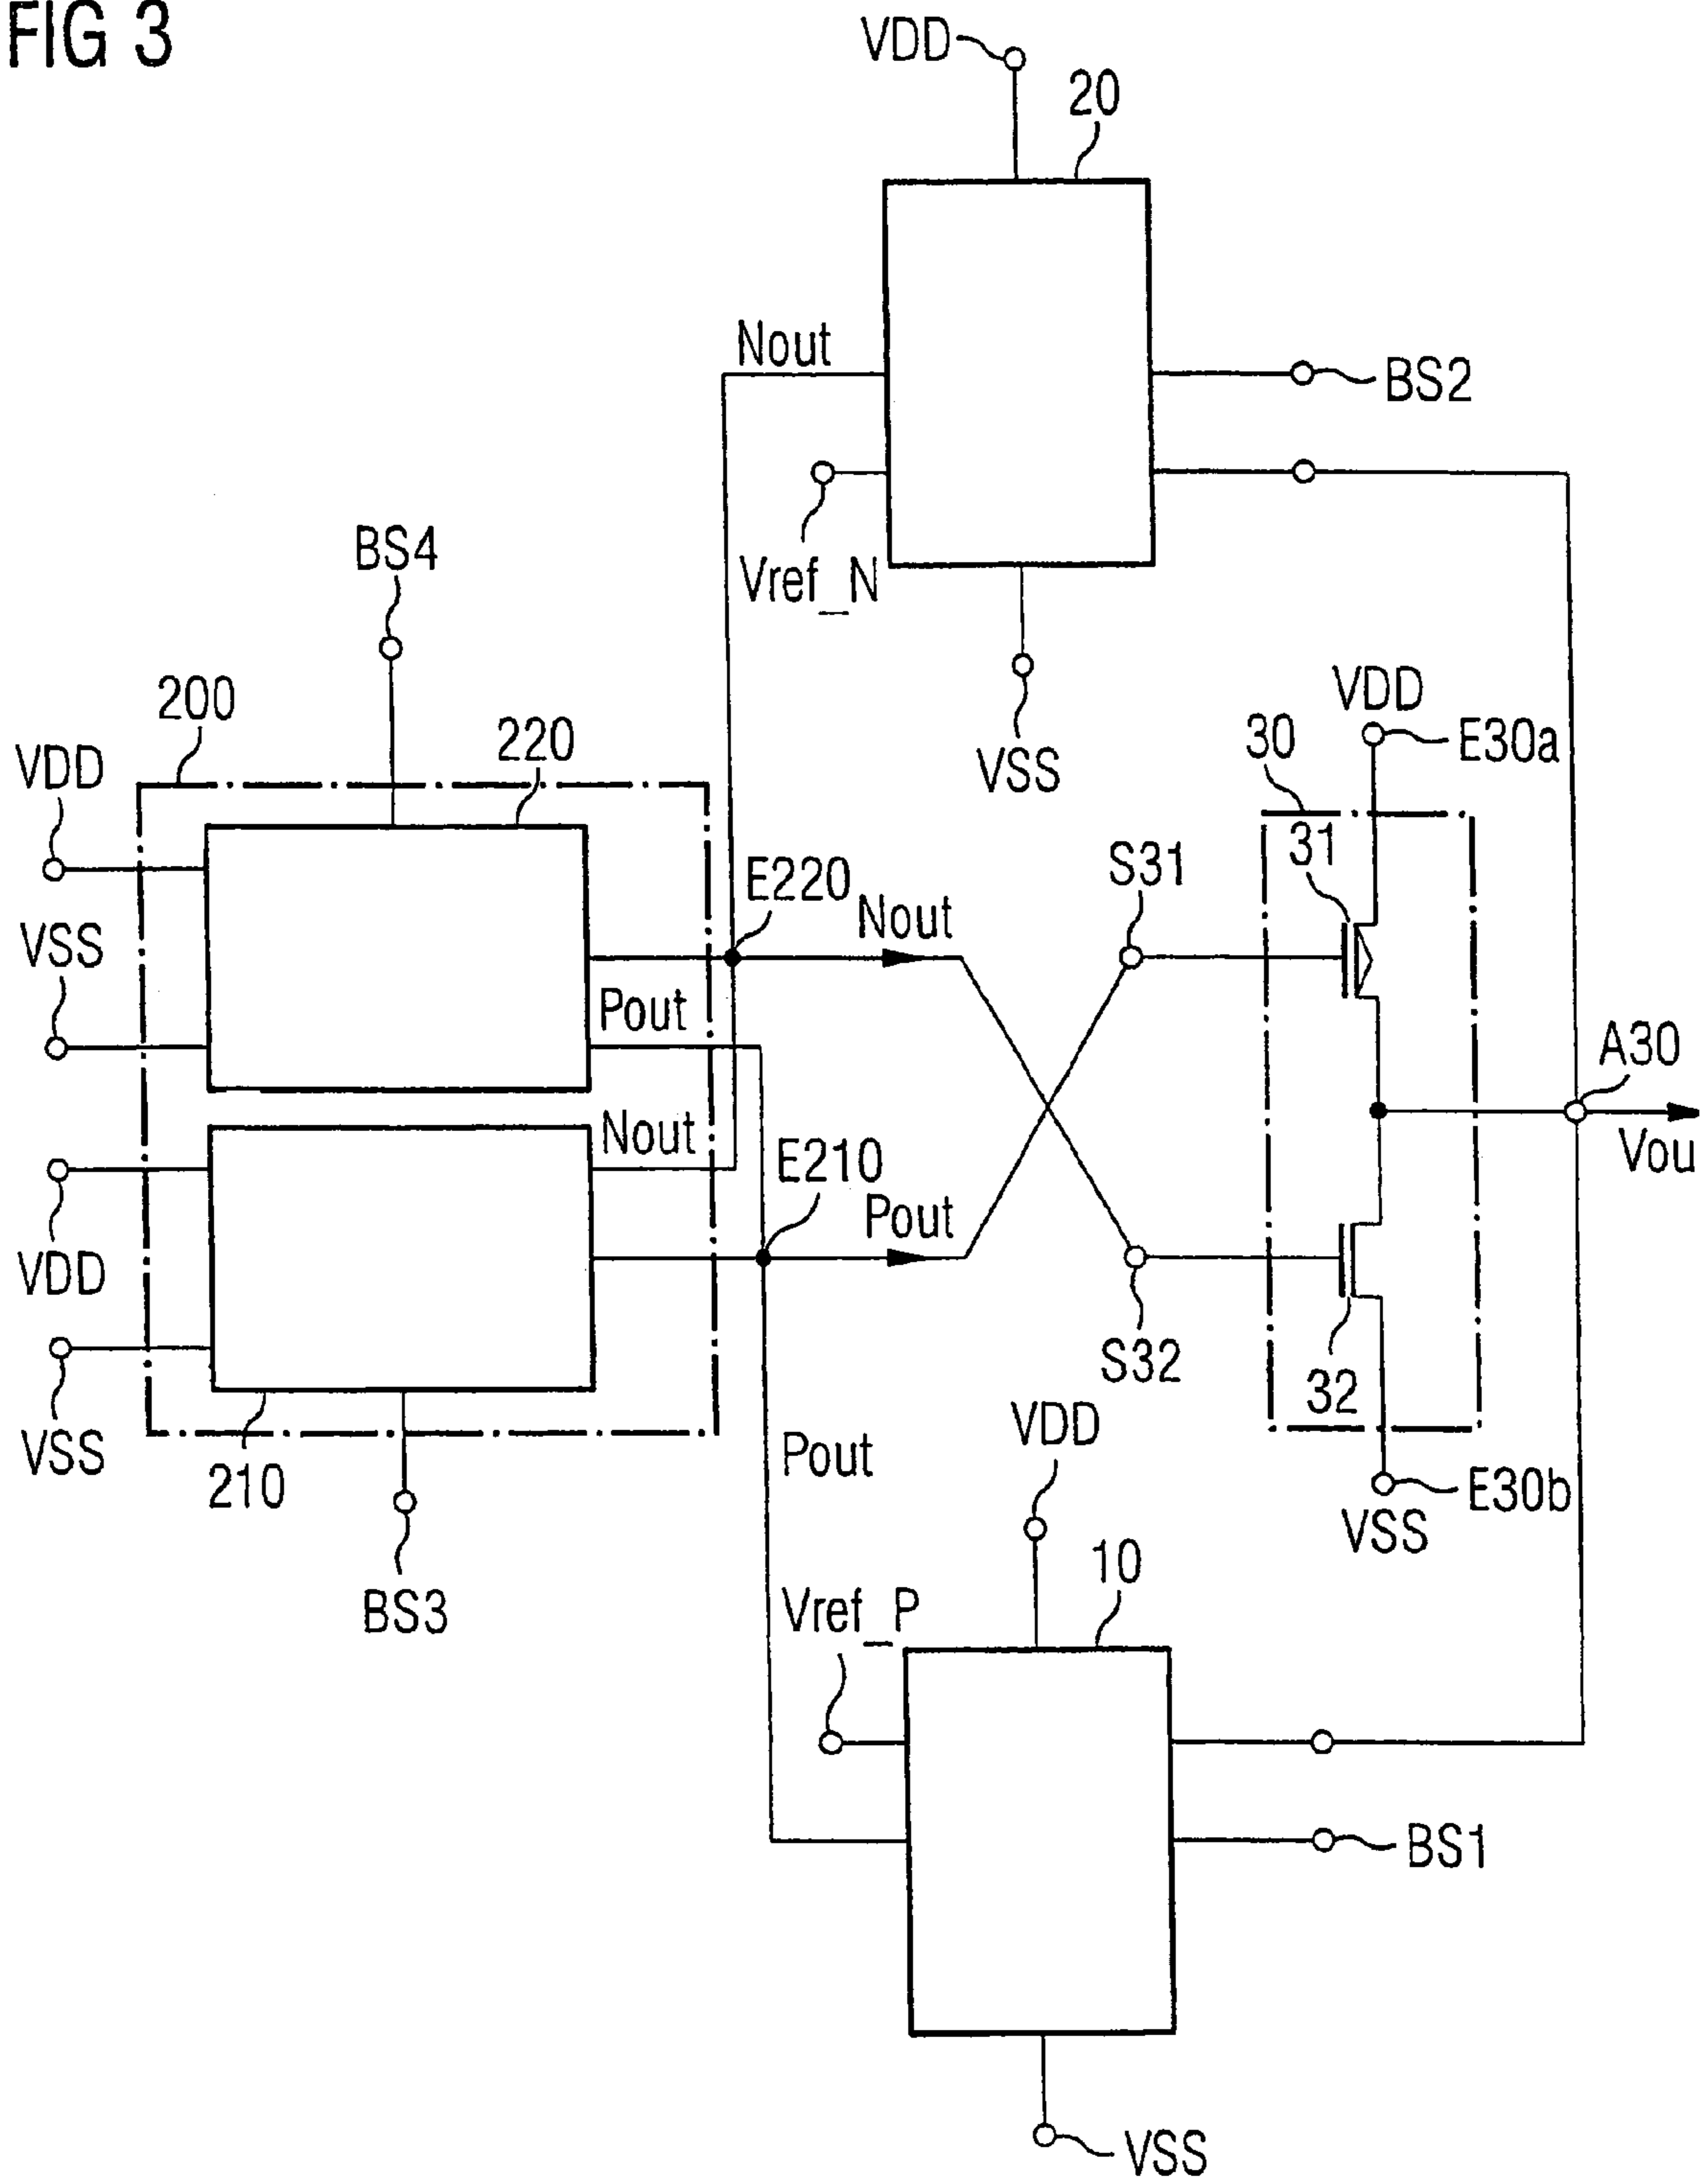 FIG 3
VDD
20
Nout
BS2
Vref_N
BS4
VSS
200
220
VDD
30
E30a
VDD
31
S31
E220
Nout
VSS
Pout
A30
Nout
E210
Vou
Pout
VDD
S32
32
VDD
VSS
210
Pout
E30b
VSS
10
BS3
Vref_P
BS1
VSS